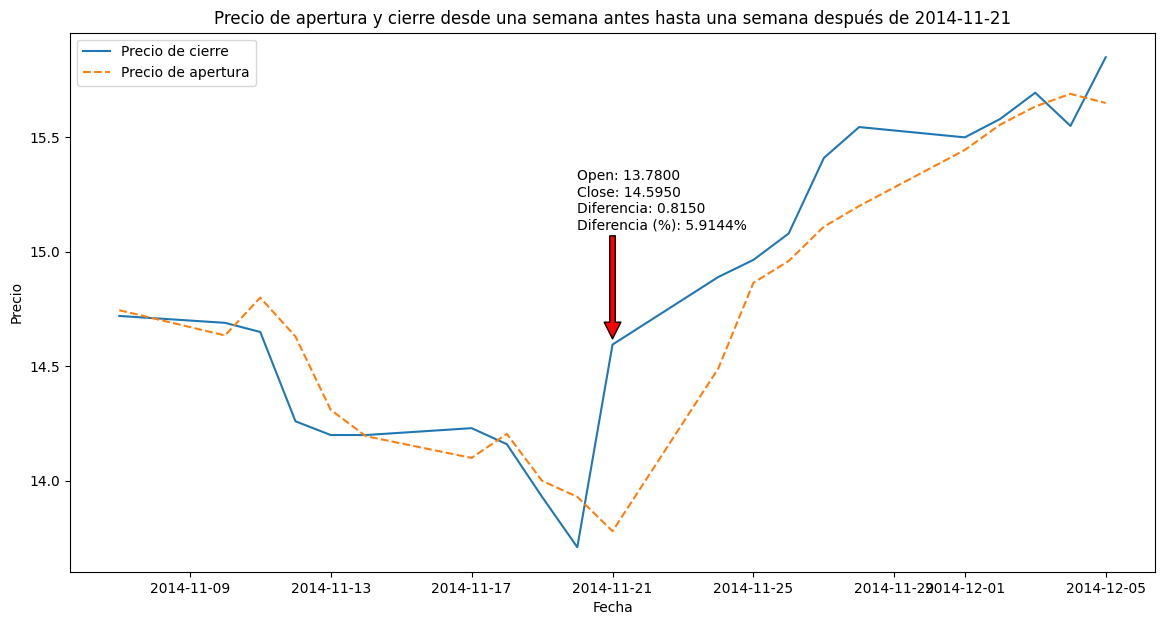 Precio de apertura y cierre desde una semana antes hasta una semana después de 2014-11-21
Precio de cierre
Precio de apertura
Open: 13.7800
Close: 14.5950
Diferencia: 0.8150
Diferencia (%): 5.9144%
Precio
15.5
15.0
14.5
14.0
2014-11-09 2014-11-13 2014-11-17 2014-11-21 2014-11-25 2014-11-29 2014-12-01 2014-12-05
Fecha